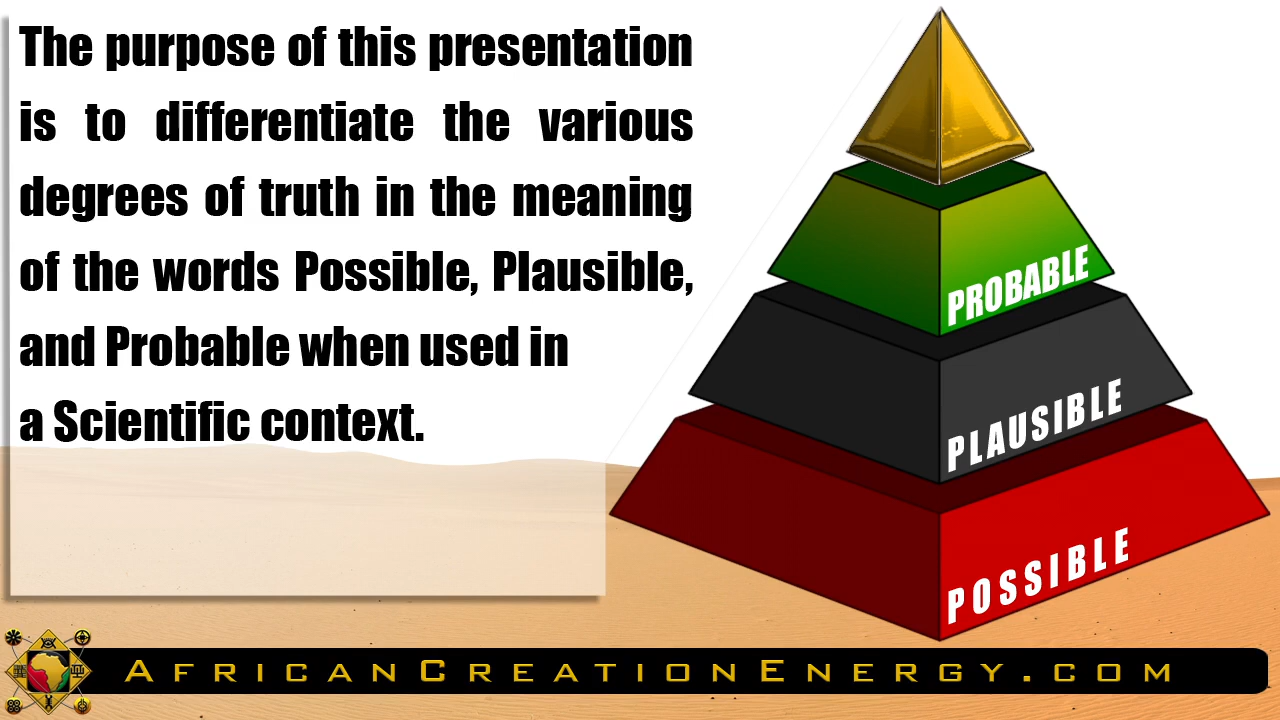 The purpose of this presentation
is to differentiate the various
degrees of truth in the meaning
of the words Possible, Plausible,
and Probable when used in
a Scientific context.
PROBABLE
PLAUSIBLE
POSSIBLE
AFRICANCREATIONENERGY.COM